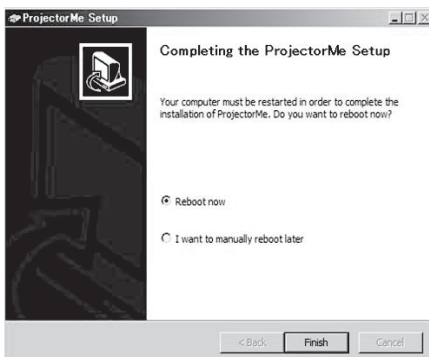 ProjectorMe Setup
Completing the ProjectorMe Setup
Your computer must be restarted in order to complete the
installation of ProjectorMe. Do you want to reboot now?
Reboot now
I want to manually reboot later
< Back
Finish
Cancel